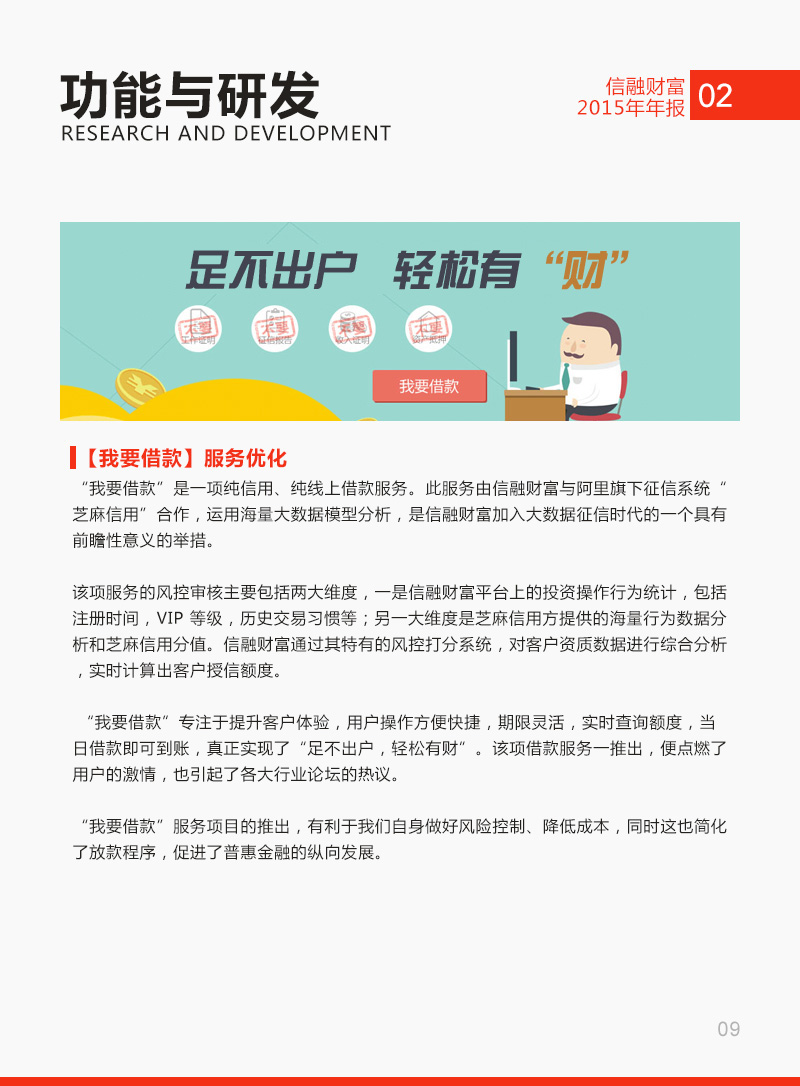 功能与研发
RESEARCH AND DEVELOPMENT
信融财富
2015年年报
02
足不出户 轻松有“财”
不要 不要 不要 不要
工作证明 征信报告 收入证明 资产抵押
我要借款
【我要借款】服务优化
“我要借款”是一项纯信用、纯线上借款服务。此服务由信融财富与阿里旗下征信系统“
芝麻信用”合作，运用海量大数据模型分析，是信融财富加入大数据征信时代的一个具有
前瞻性意义的举措。
该项服务的风控审核主要包括两大维度，一是信融财富平台上的投资操作行为统计，包括
注册时间，VIP 等级，历史交易习惯等；另一大维度是芝麻信用方提供的海量行为数据分
析和芝麻信用分值。信融财富通过其特有的风控打分系统，对客户资质数据进行综合分析
，实时计算出客户授信额度。
“我要借款”专注于提升客户体验，用户操作方便快捷，期限灵活，实时查询额度，当
日借款即可到账，真正实现了“足不出户，轻松有财”。该项借款服务一推出，便点燃了
用户的激情，也引起了各大行业论坛的热议。
“我要借款”服务项目的推出，有利于我们自身做好风险控制、降低成本，同时这也简化
了放款程序，促进了普惠金融的纵向发展。
09